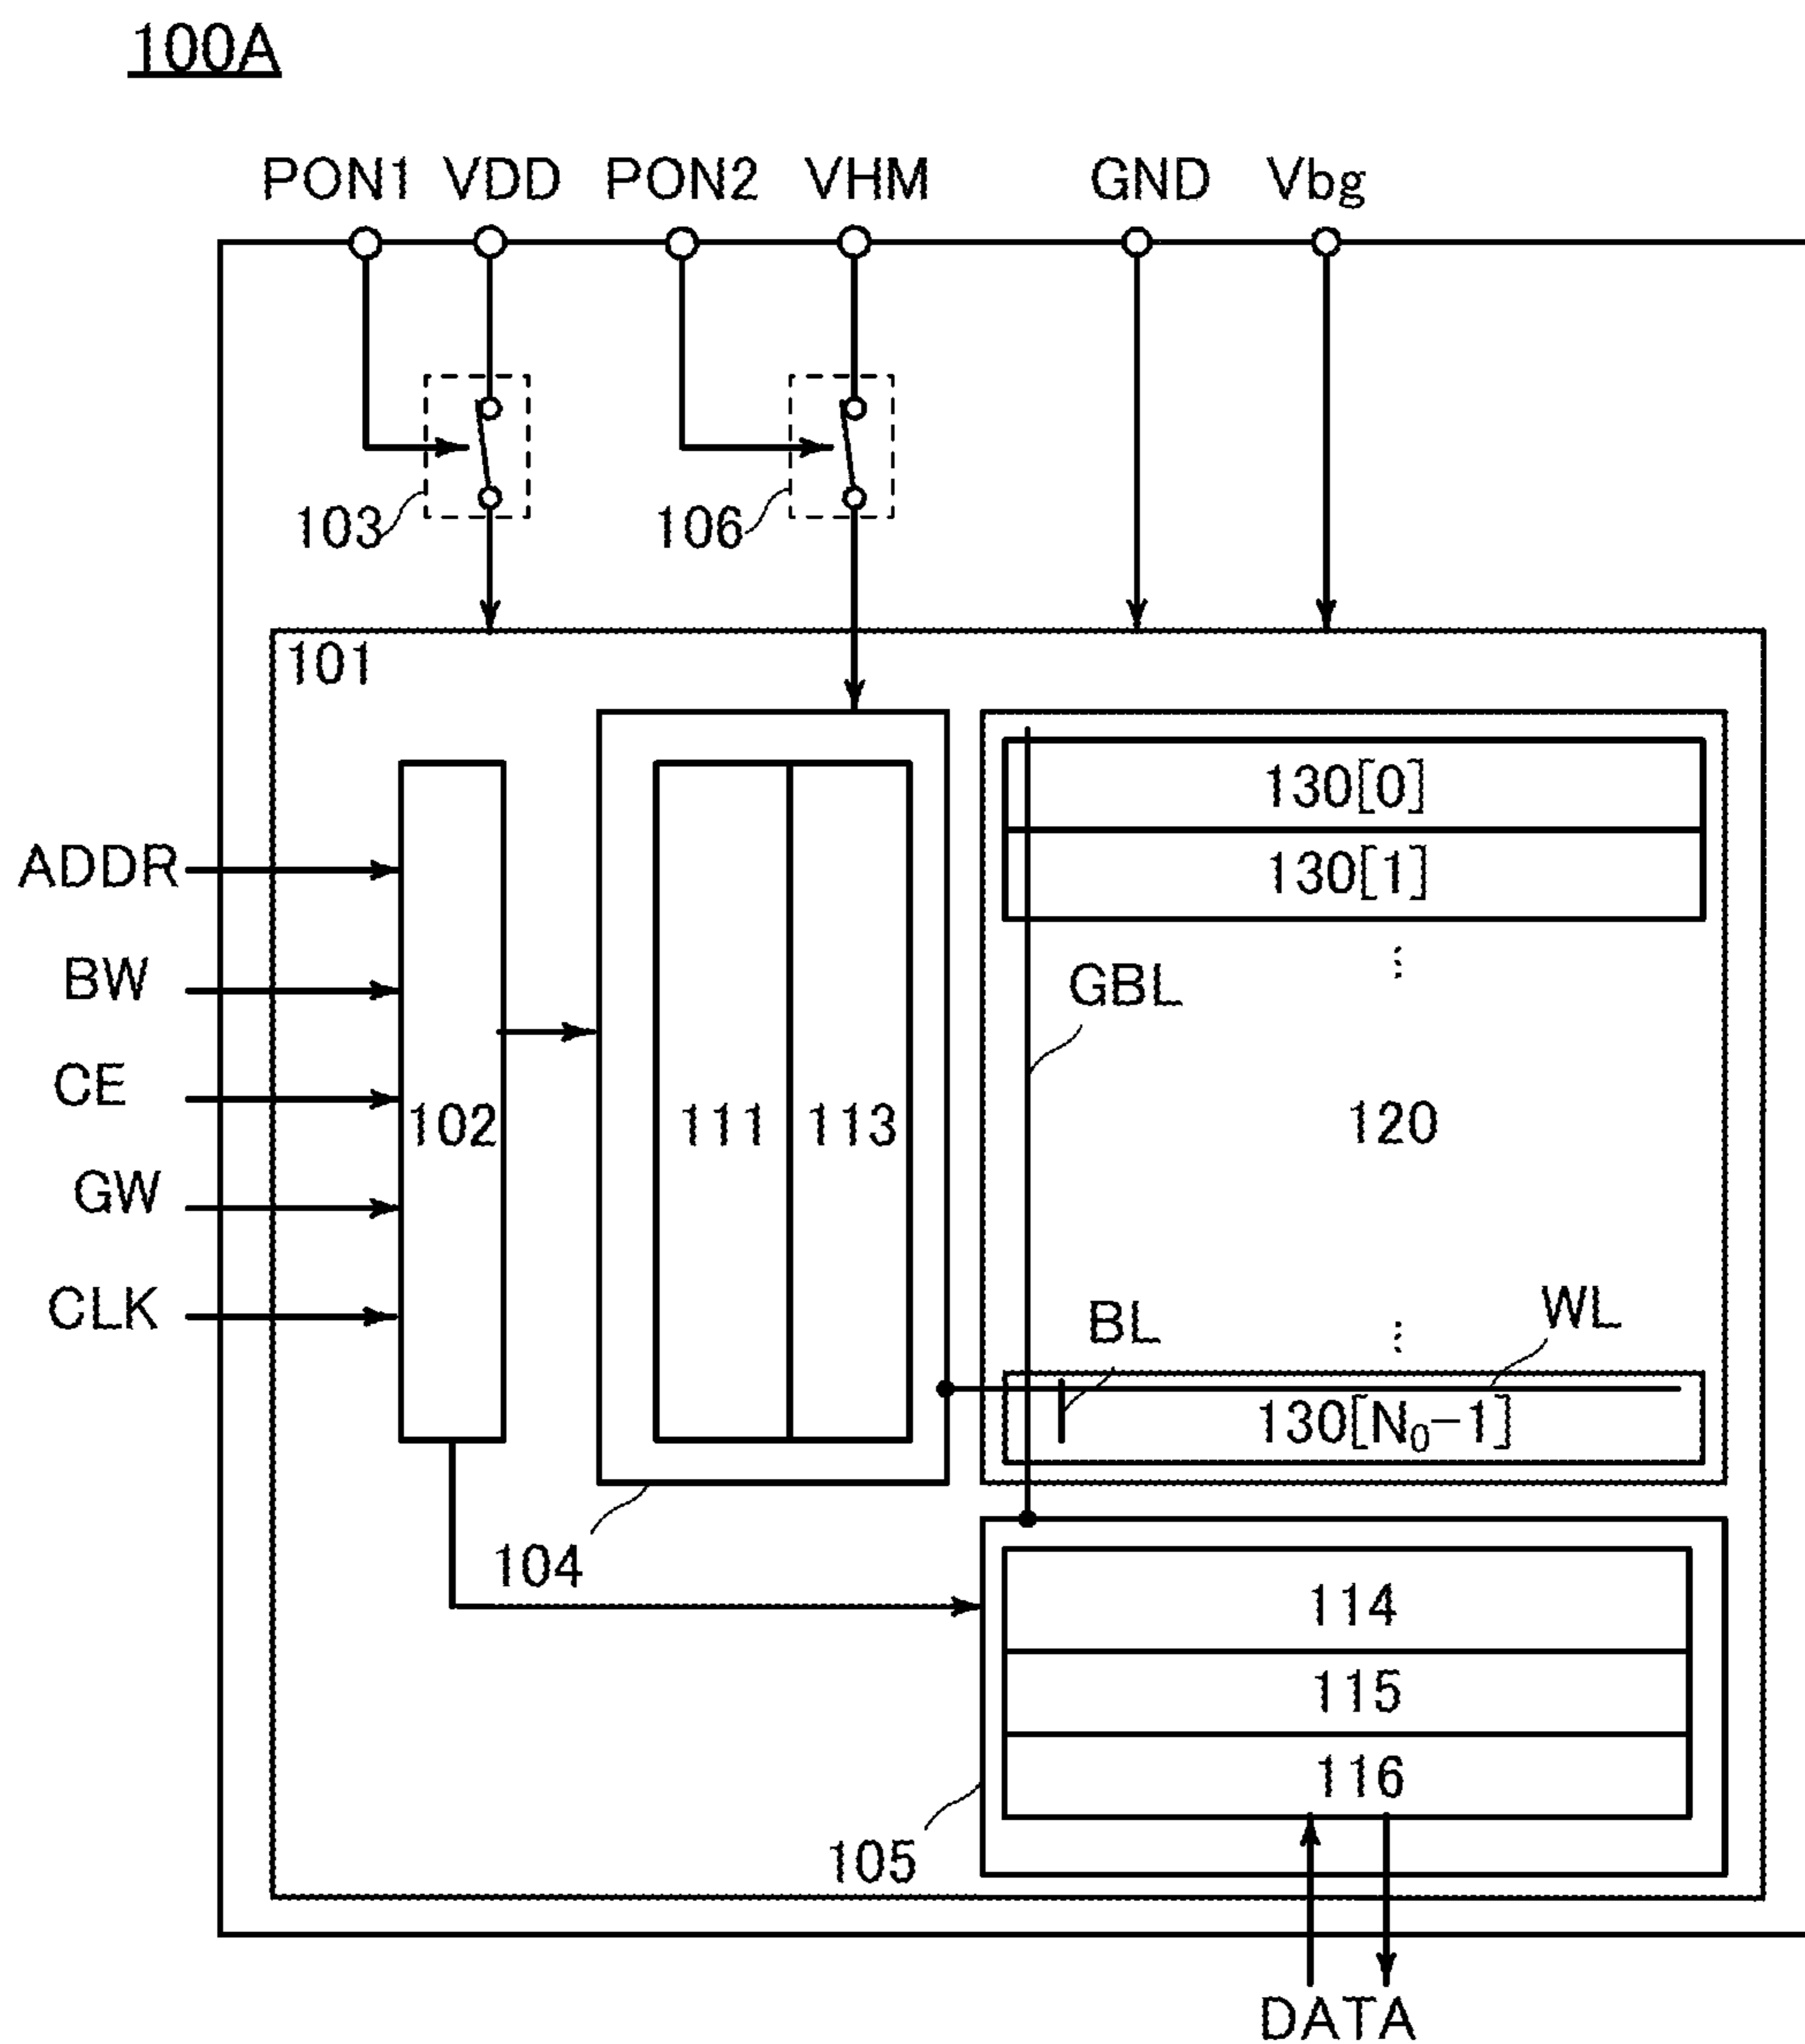 100A
PON1 VDD PON2 VHM GND Vbg
103 106
101
130[0]
ADDR
130[1]
BW
GBL
CE
102 111 113 120
GW
CLK
BL WL
130[N₀−1]
104
114
115
116
105
DATA